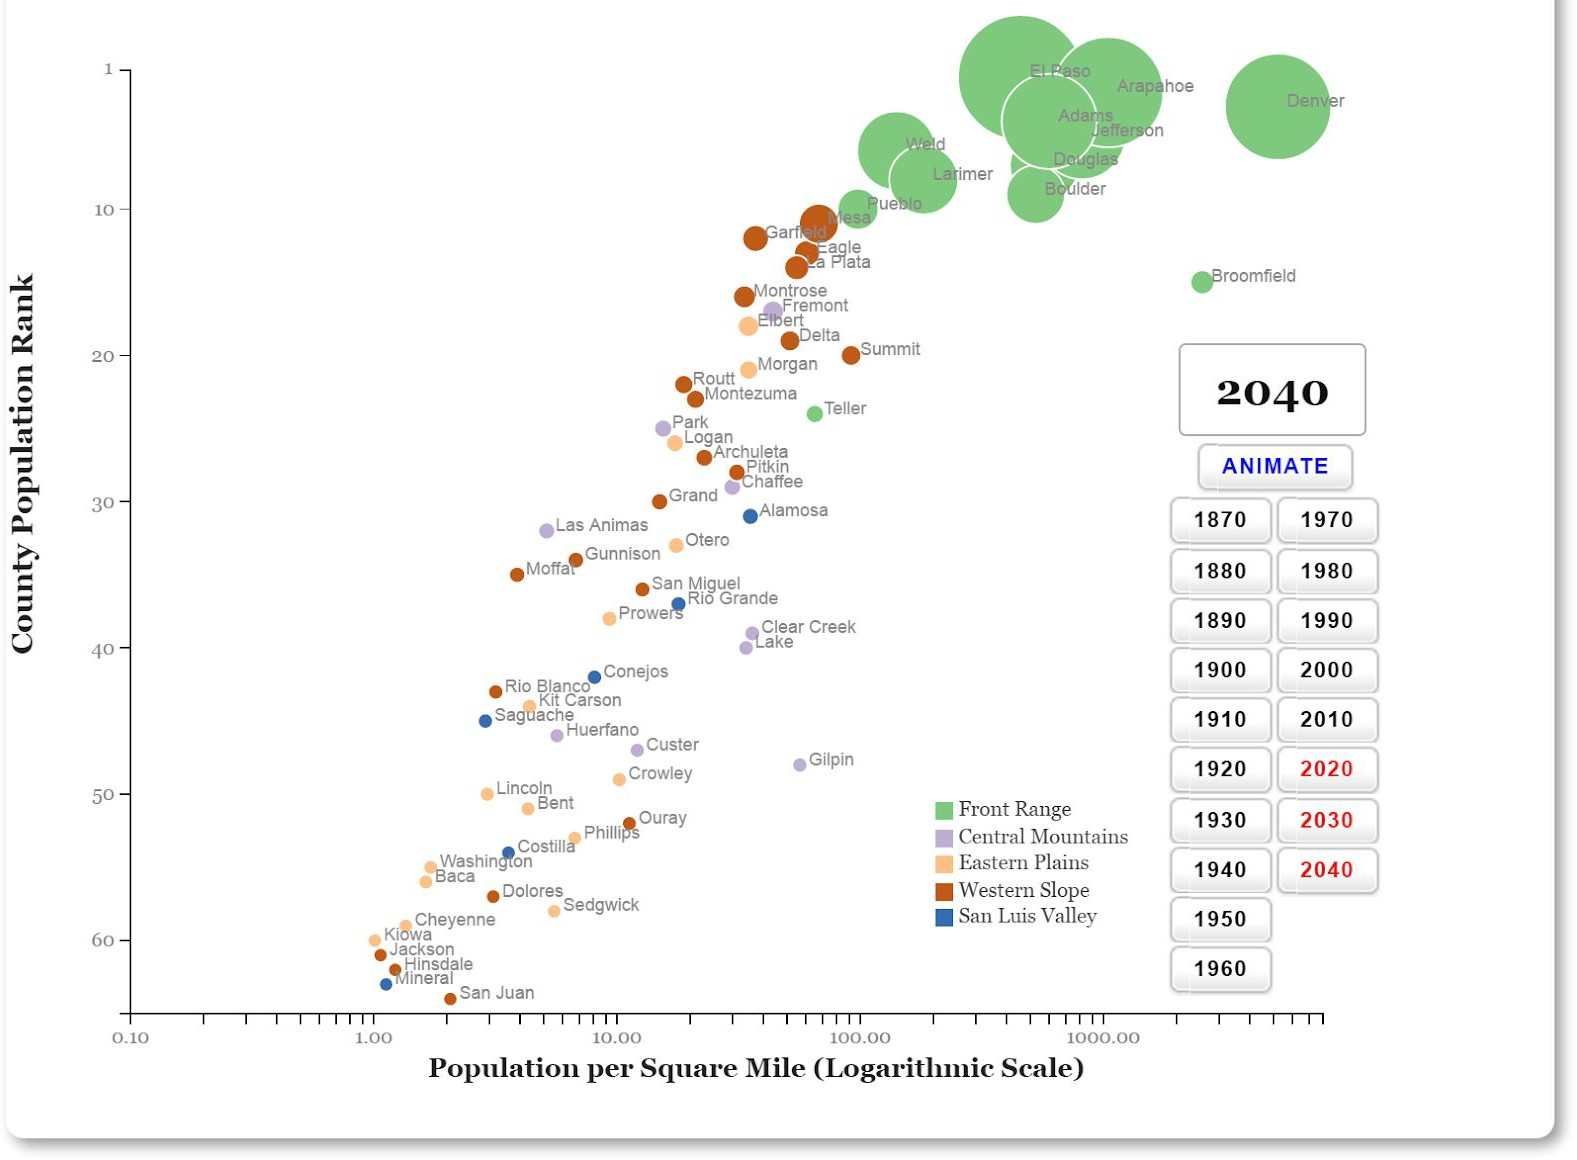 1
El Paso
Arapahoe
Denver
Adams
Jefferson
Weld
Douglas
Larimer
Boulder
Pueblo
10
Mesa
Garfield
Eagle
La Plata
Broomfield
Montrose
Fremont
Elbert
Delta
Summit
20
Morgan
Routt
Montezuma
Teller
Park
Logan
Archuleta
Pitkin
Chaffee
Grand
30
Alamosa
Las Animas
Otero
Gunnison
Moffat
San Miguel
Rio Grande
Prowers
Clear Creek
Lake
40
Conejos
Rio Blanco
Kit Carson
Saguache
Huerfano
Custer
Gilpin
Crowley
Lincoln
50
Bent
Ouray
Phillips
Costilla
Washington
Baca
Dolores
Sedgwick
Cheyenne
Kiowa
60
Jackson
Hinsdale
Mineral
San Juan
County Population Rank
0.10 1.00 10.00 100.00 1000.00
Population per Square Mile (Logarithmic Scale)
Front Range
Central Mountains
Eastern Plains
Western Slope
San Luis Valley
2040
ANIMATE
1870 1970
1880 1980
1890 1990
1900 2000
1910 2010
1920 2020
1930 2030
1940 2040
1950
1960